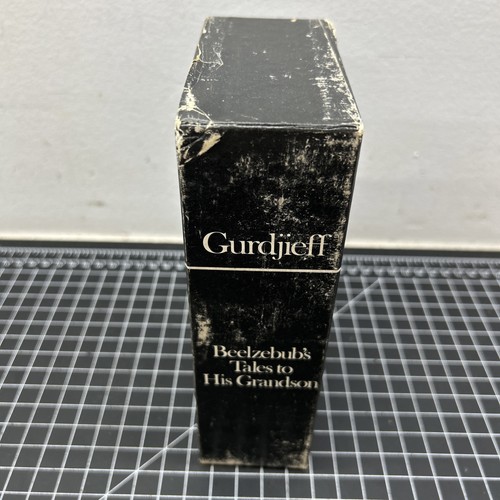 Gurdjieff
Beelzebub's
Tales to
His Grandson